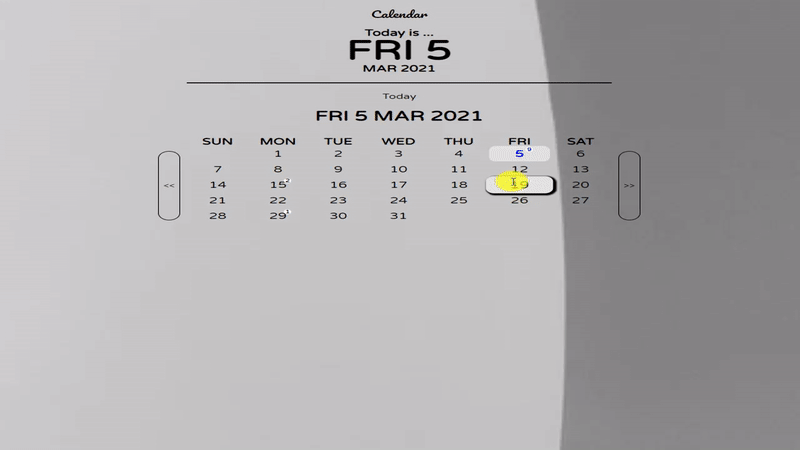 Calendar
Today is ...
FRI 5
MAR 2021
Today
FRI 5 MAR 2021
SUN MON TUE WED THU FRI SAT
1 2 3 4 5 6
7 8 9 10 11 12 13
<< 14 15 16 17 18 19 20 >>
21 22 23 24 25 26 27
28 29 30 31